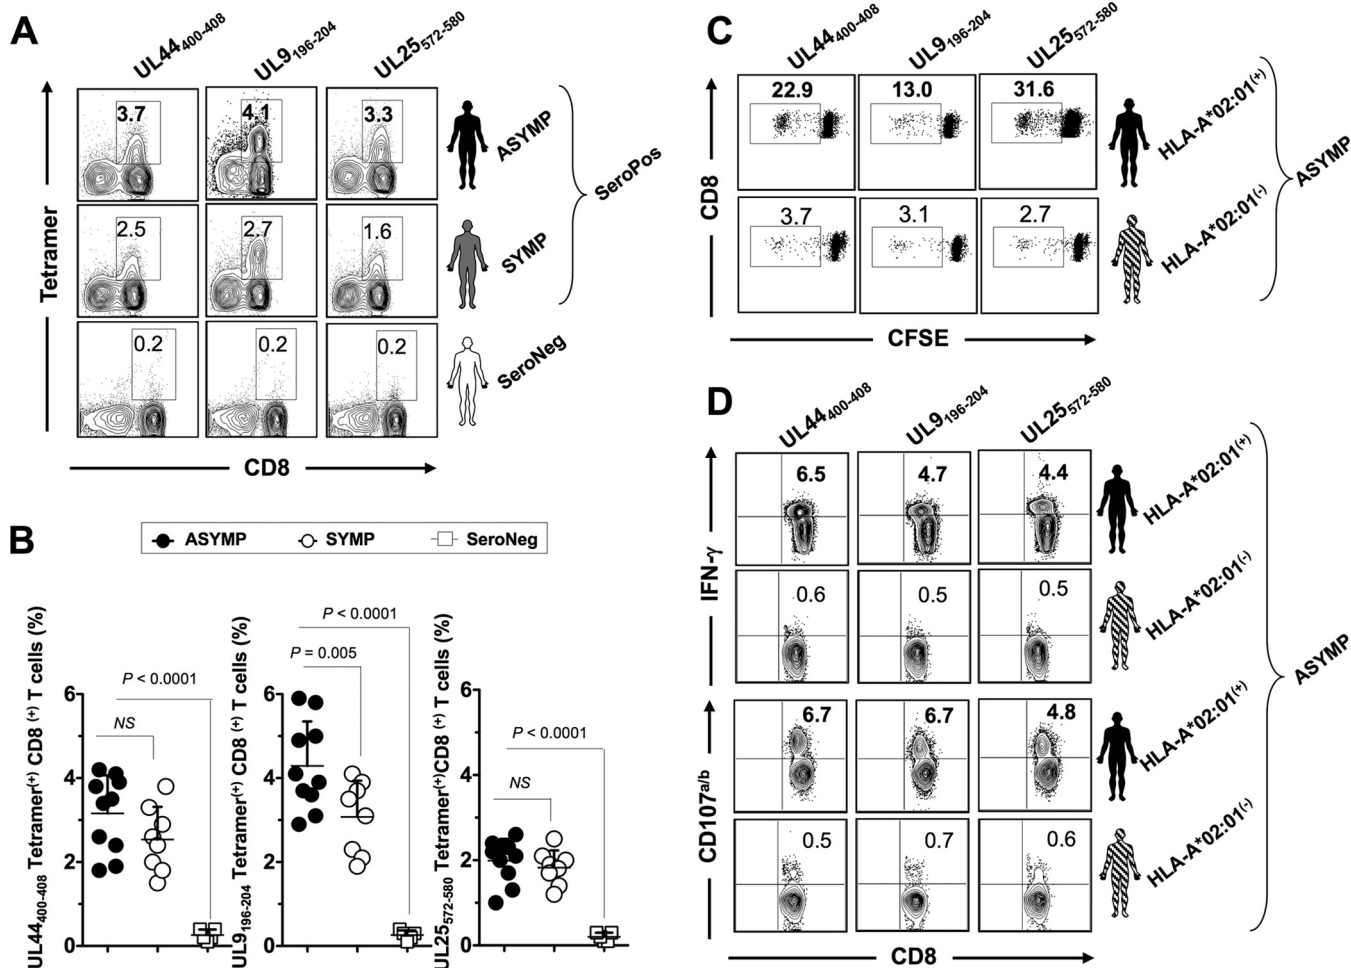 A
UL44400-408
UL9196-204
UL25572-580
Tetramer
3.7
4.1
3.3
ASYMP
2.5
2.7
1.6
SYMP
SeroPos
0.2
0.2
0.2
SeroNeg
CD8
B
ASYMP
SYMP
SeroNeg
UL44400-408 Tetramer(+) CD8 (+) T cells (%)
P < 0.0001
NS
6
4
2
0
UL9196-204 Tetramer(+) CD8 (+) T cells (%)
P < 0.0001
P = 0.005
6
4
2
0
UL25572-580 Tetramer(+)CD8 (+) T cells (%)
P < 0.0001
NS
6
4
2
0
C
UL44400-408
UL9196-204
UL25572-580
CD8
22.9
13.0
31.6
HLA-A*02:01(+)
3.7
3.1
2.7
HLA-A*02:01(-)
ASYMP
CFSE
D
UL44400-408
UL9196-204
UL25572-580
IFN-γ
6.5
4.7
4.4
HLA-A*02:01(+)
0.6
0.5
0.5
HLA-A*02:01(-)
CD107a/b
6.7
6.7
4.8
HLA-A*02:01(+)
0.5
0.7
0.6
HLA-A*02:01(-)
ASYMP
CD8